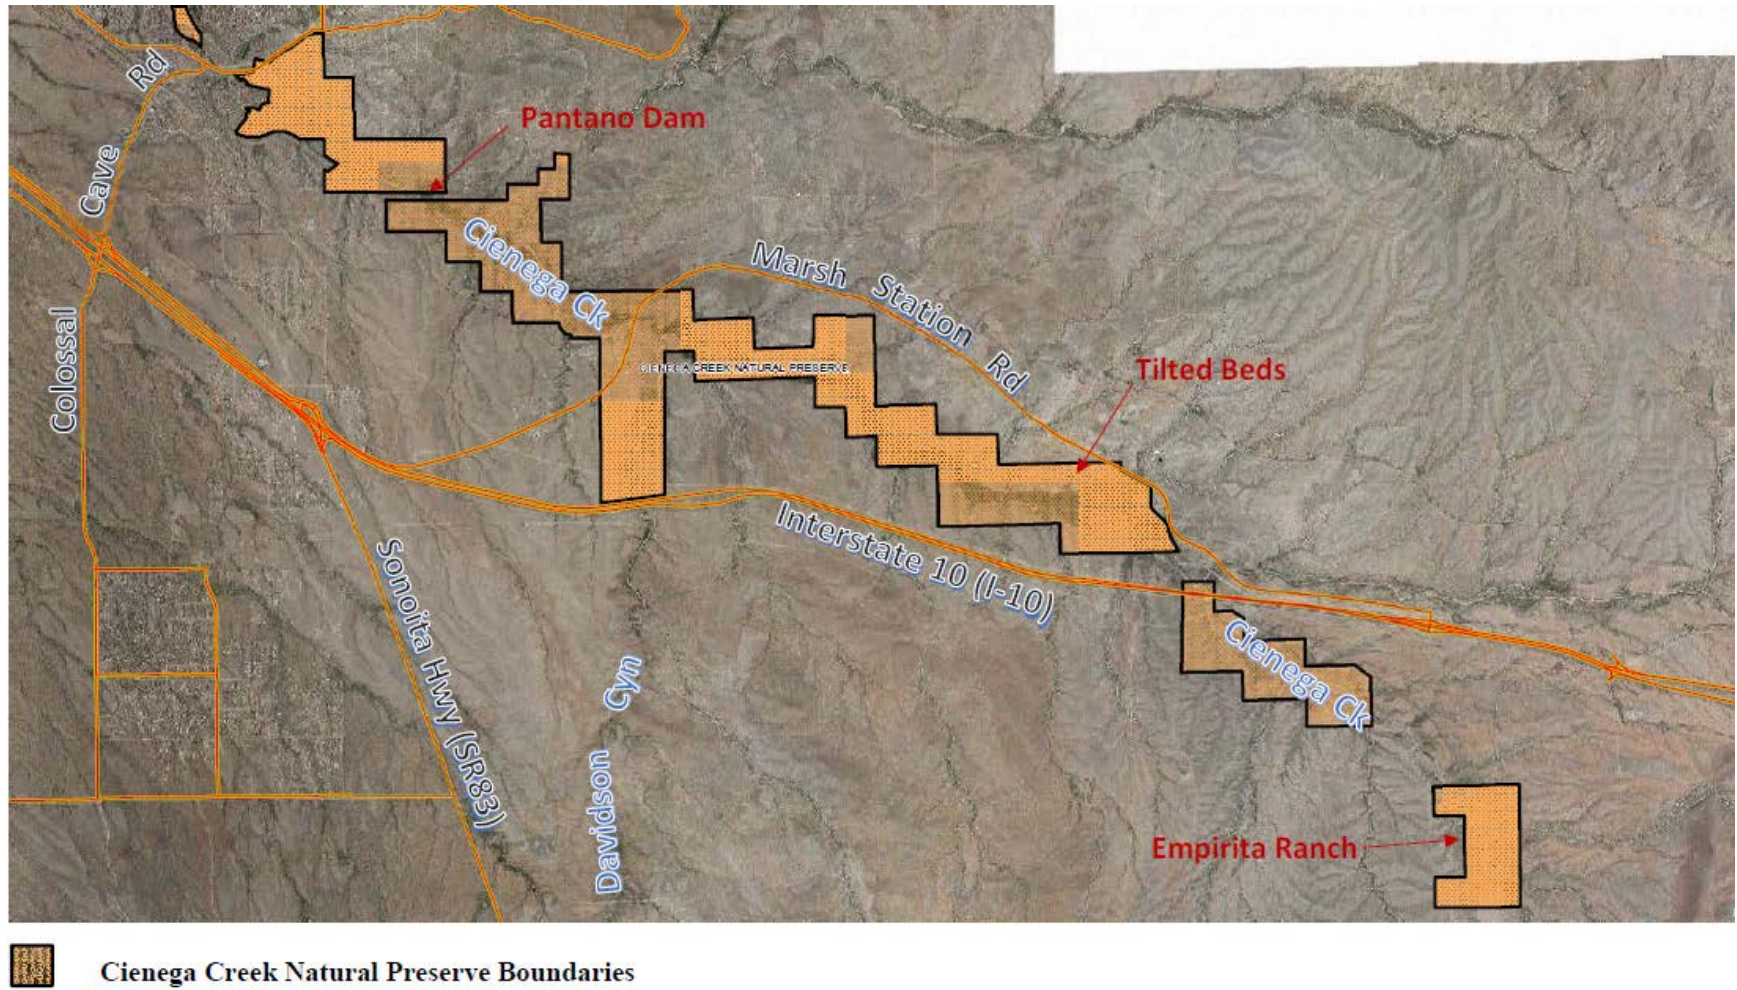 Colossal Cave Rd
Pantano Dam
Cienega Ck
Marsh Station Rd
CIENEGA CREEK NATURAL PRESERVE
Tilted Beds
Interstate 10 (I-10)
Sonoita Hwy (SR83)
Davidson Cyn
Cienega Ck
Empirita Ranch
Cienega Creek Natural Preserve Boundaries